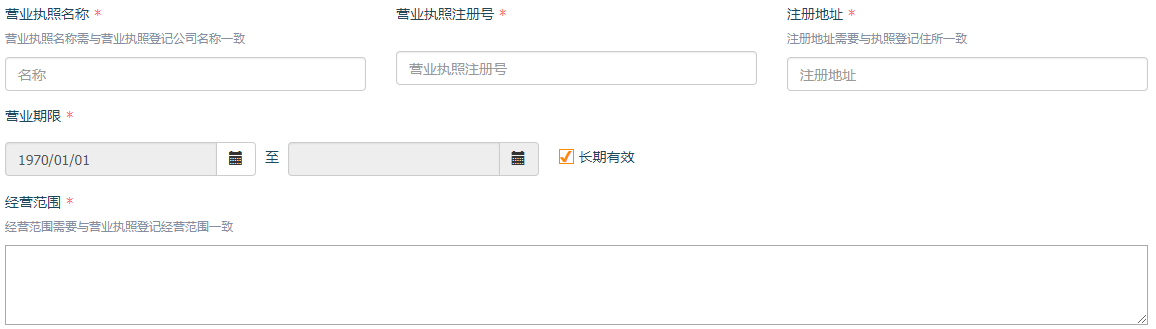 营业执照名称 *
营业执照注册号 *
注册地址 *
营业执照名称需与营业执照登记公司名称一致
注册地址需要与执照登记住所一致
名称
营业执照注册号
注册地址
营业期限 *
1970/01/01 至 长期有效
经营范围 *
经营范围需要与营业执照登记经营范围一致